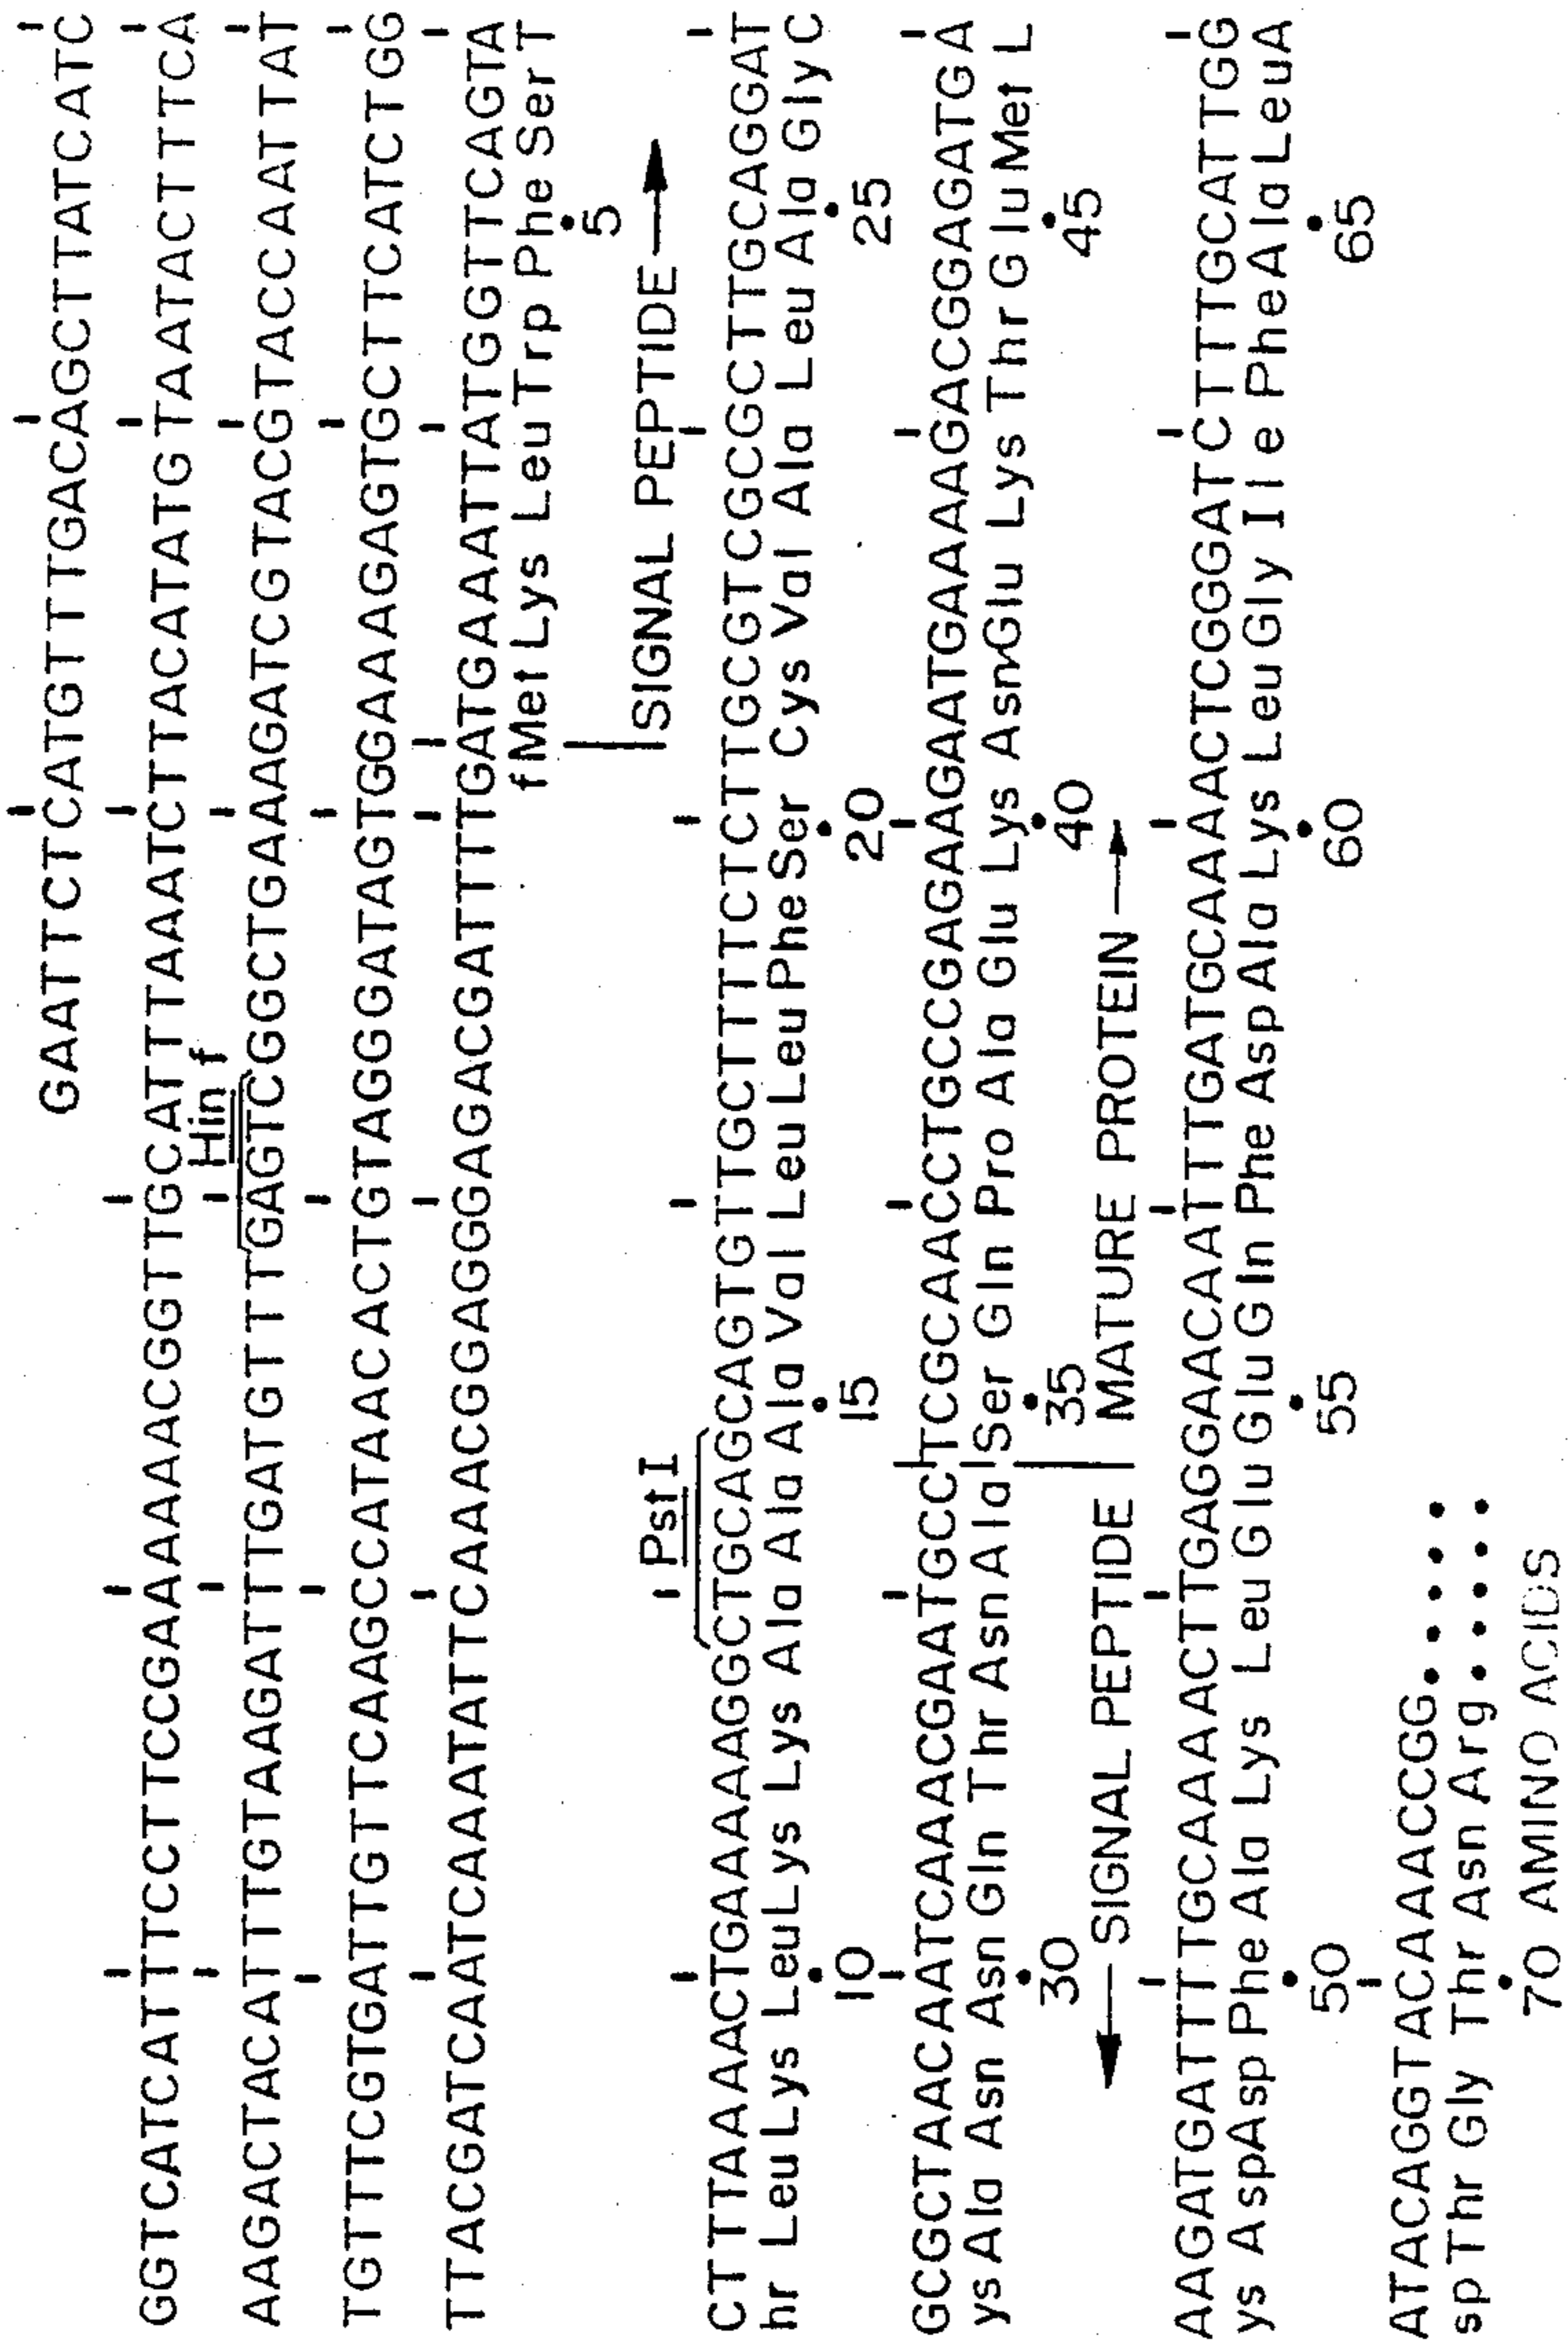 GAATTCTCATGTTTGACAGCTTATCATC
GGTCATCATTTCCTTCCGAAAAAACGGTTGCATTTAAATCTTACATATGTAATACTTTCA
Hin f
AAGACTACATTTGTAAGATTTGATGTTTGAGTCGGCTGAAAGATCGTACGTACCAATTAT
TGTTTCGTGATTGTTCAAGCCATAACACTGTAGGGATAGTGGAAAGAGTGCTTCATCTGG
TTACGATCAATCAAATATTCAAACGGAGGGAGACGATTTTGATGAAATTATGGTTCAGTA
fMet Lys Leu Trp Phe Ser T
5
SIGNAL PEPTIDE
Pst I
CTTTAAAACTGAAAAAGGCTGCAGCAGTGTTGCTTTTCTCTTGCGTCGCGCTTGCAGGAT
hr Leu Lys Leu Lys Lys Ala Ala Ala Val Leu Leu Phe Ser Cys Val Ala Leu Ala Gly C
10 15 20 25
GCGCTAACAATCAAACGAATGCCTCGCAACCTGCCGAGAAGAATGAAAAGACGGAGATGA
ys Ala Asn Asn Gln Thr Asn Ala Ser Gln Pro Ala Glu Lys Asn Glu Lys Thr Glu Met L
30 35 40 45
SIGNAL PEPTIDE MATURE PROTEIN
AAGATGATTTTGCAAAACTTGAGGAACAATTTGATGCAAAACTCGGGATCTTTGCATTGG
ys Asp Asp Phe Ala Lys Leu Glu Glu Gln Phe Asp Ala Lys Leu Gly Ile Phe Ala Leu A
50 55 60 65
ATACAGGTACAAACCGG.....
sp Thr Gly Thr Asn Arg.....
70 AMINO ACIDS